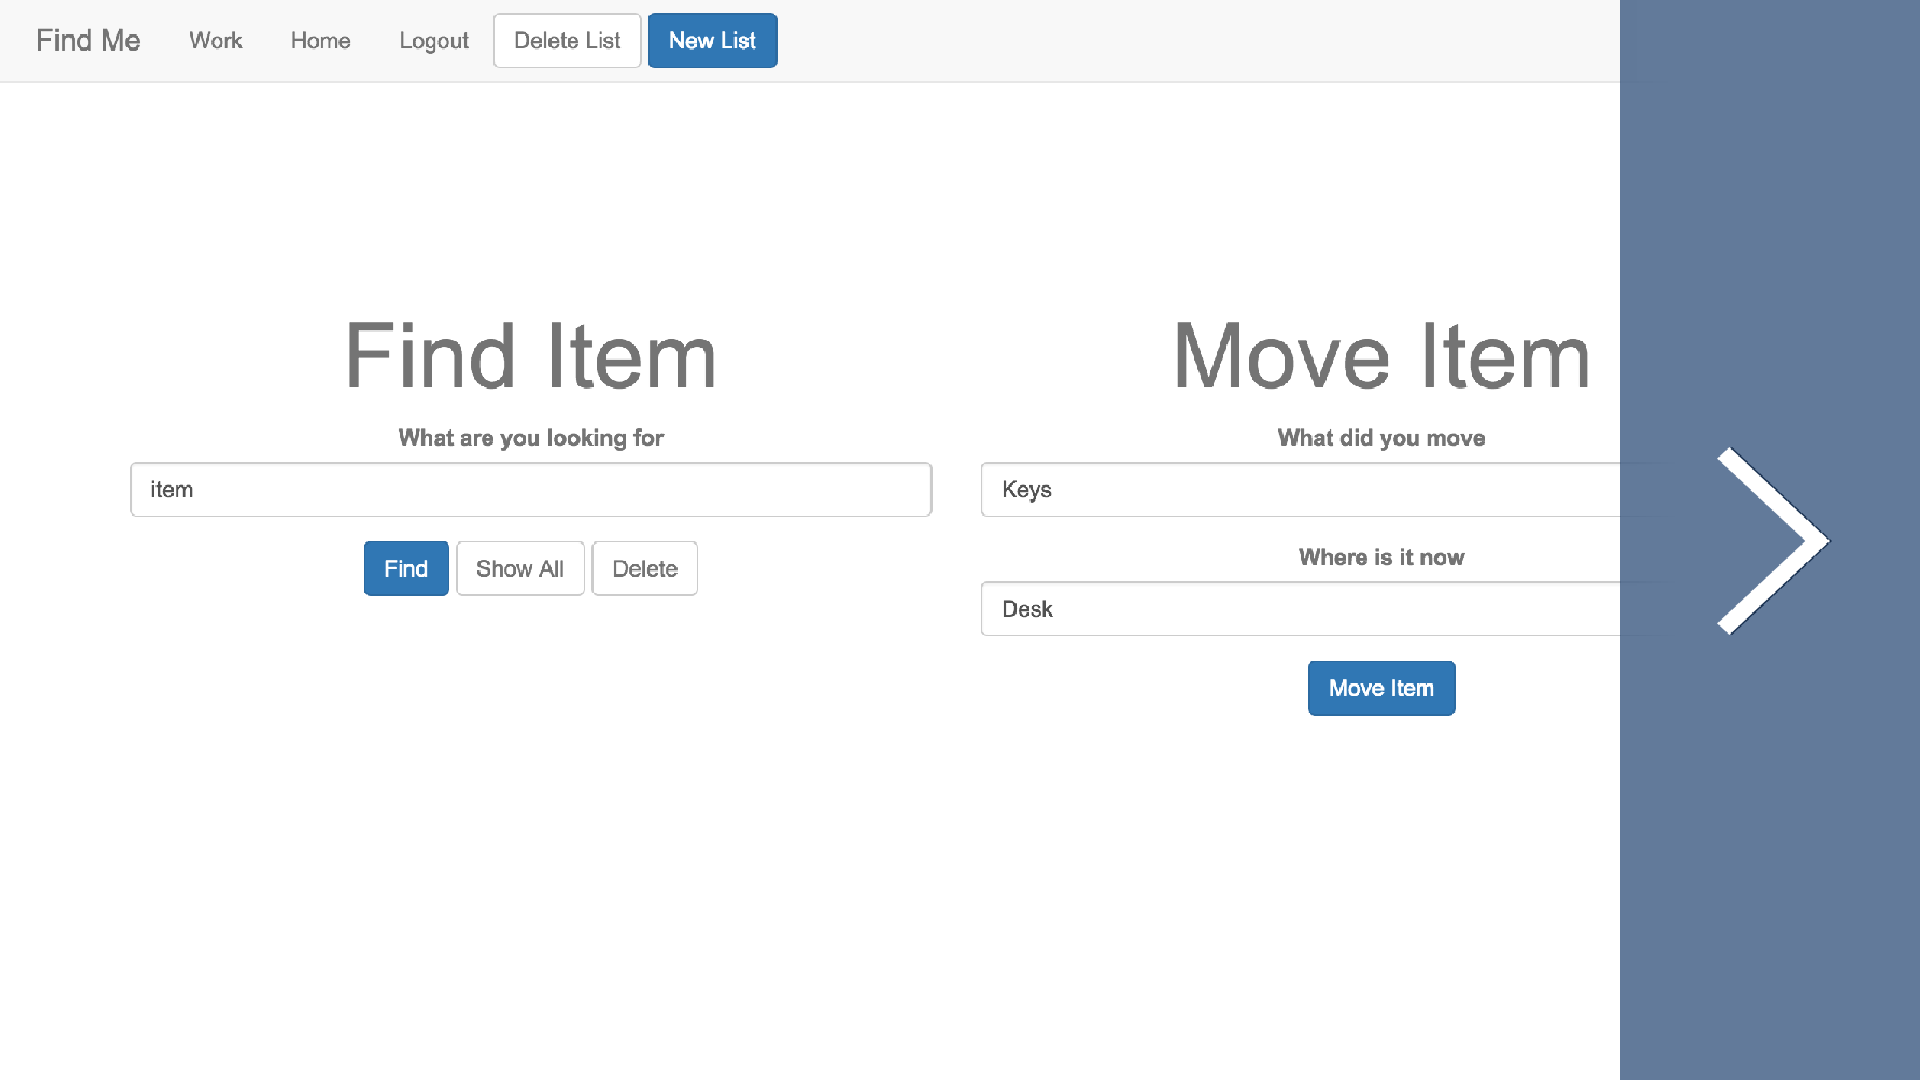 Find Me Work Home Logout Delete List New List
Find Item
What are you looking for
item
Find Show All Delete
Move Item
What did you move
Keys
Where is it now
Desk
Move Item